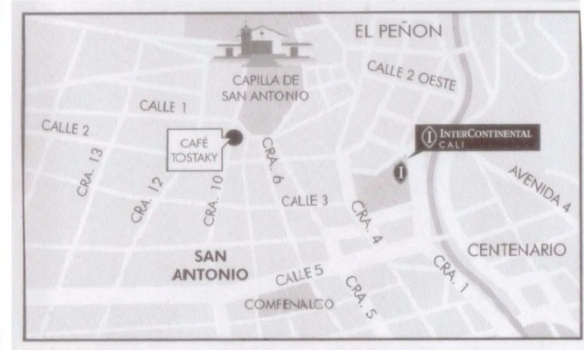 EL PEÑON
CAPILLA DE
SAN ANTONIO
CALLE 2 OESTE
CALLE 1
CALLE 2
CAFÉ
TOSTAKY
I INTERCONTINENTAL
CALI
I
CRA. 13
CRA. 12
CRA. 10
CRA. 6
CALLE 3
CRA. 4
AVENIDA 4
SAN
ANTONIO
CENTENARIO
CALLE 5
CRA. 5
CRA. 1
COMFENALCO